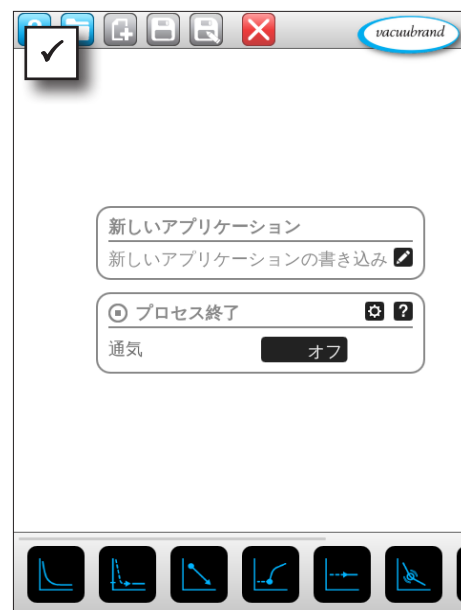 vacuubrand
新しいアプリケーション
新しいアプリケーションの書き込み
プロセス終了 ?
通気 オフ